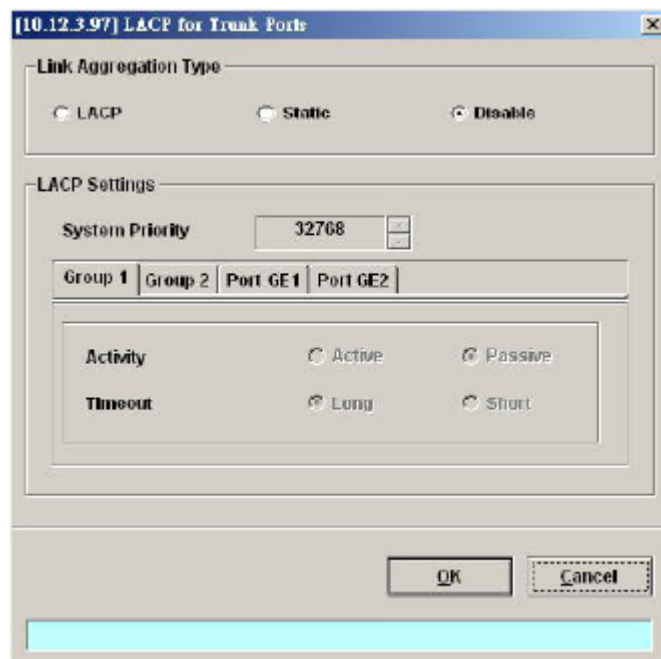 [10.12.3.97] LACP for Trunk Ports
Link Aggregation Type
LACP Static Disable
LACP Settings
System Priority 32768
Group 1 Group 2 Port GE1 Port GE2
Activity Active Passive
Timeout Long Short
OK Cancel